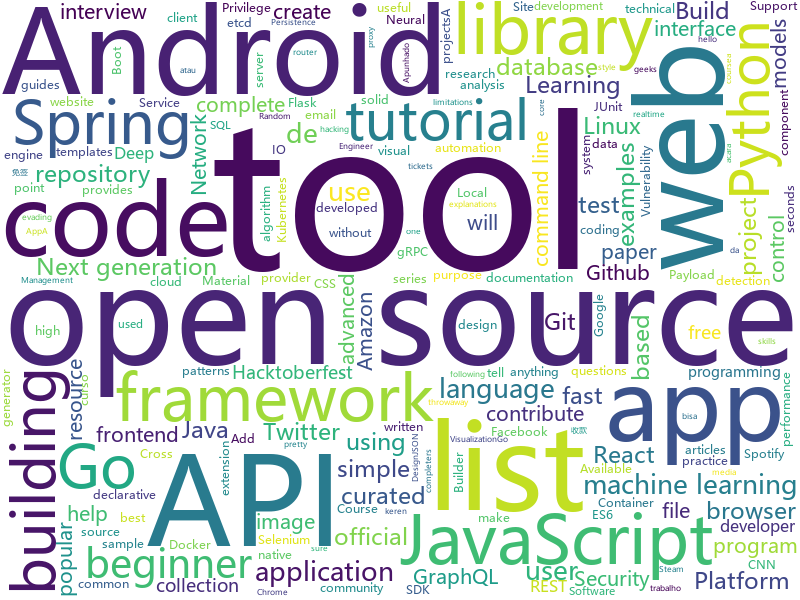 interview
Privilege
etcd
client
create
Neural
Persistence
router
Site
useful
development
technical
Build
Support
Android
library
hello
interface
models
Boot
server
proxy
Apunhado
projectsA
guides
atau
website
Service
complete
Flask
solid
research
analysis
database
Learning
style
geeks
Python
component
Spring
Network
SQL
Random
hacking
email
tutorial
limitations
core
coursea
realtime
JUnit
data
Linux
engine
templates
Deep
de
IO
visual
automation
command line
system
Engineer
web
免签
repository
tool
tickets
examples
Vulnerability
acara
project
control
seconds
point
provides
algorithm
Kubernetes
use
developed
without
Local
explanations
will
test
coding
code
evading
AppA
one
gRPC
paper
Next generation
Management
cloud
Material
provider
CSS
series
purpose
documentation
Github
Payload
detection
da
open source
high
used
advanced
Amazon
design
Git
Google
based
free
skills
patterns
Hacktoberfest
following
tell
anything
questions
programming
generator
building
resource
curso
framework
throwaway
language
fast
app
bisa
performance
frontend
Java
Twitter
written
contribute
Add
using
Facebook
收款
React
articles
practice
Spotify
Go
Cross
extension
API
simple
curated
DesignJSON
completers
VisualizationGo
Builder
list
Available
machine learning
declarative
help
popular
source
best
image
Course
keren
official
make
Container
ES6
file
browser
developer
sample
Docker
Selenium
sure
pretty
JavaScript
media
program
beginner
native
application
user
Security
CNN
common
collection
Chrome
community
SDK
GraphQL
REST
Steam
Software
Platform
trabalho